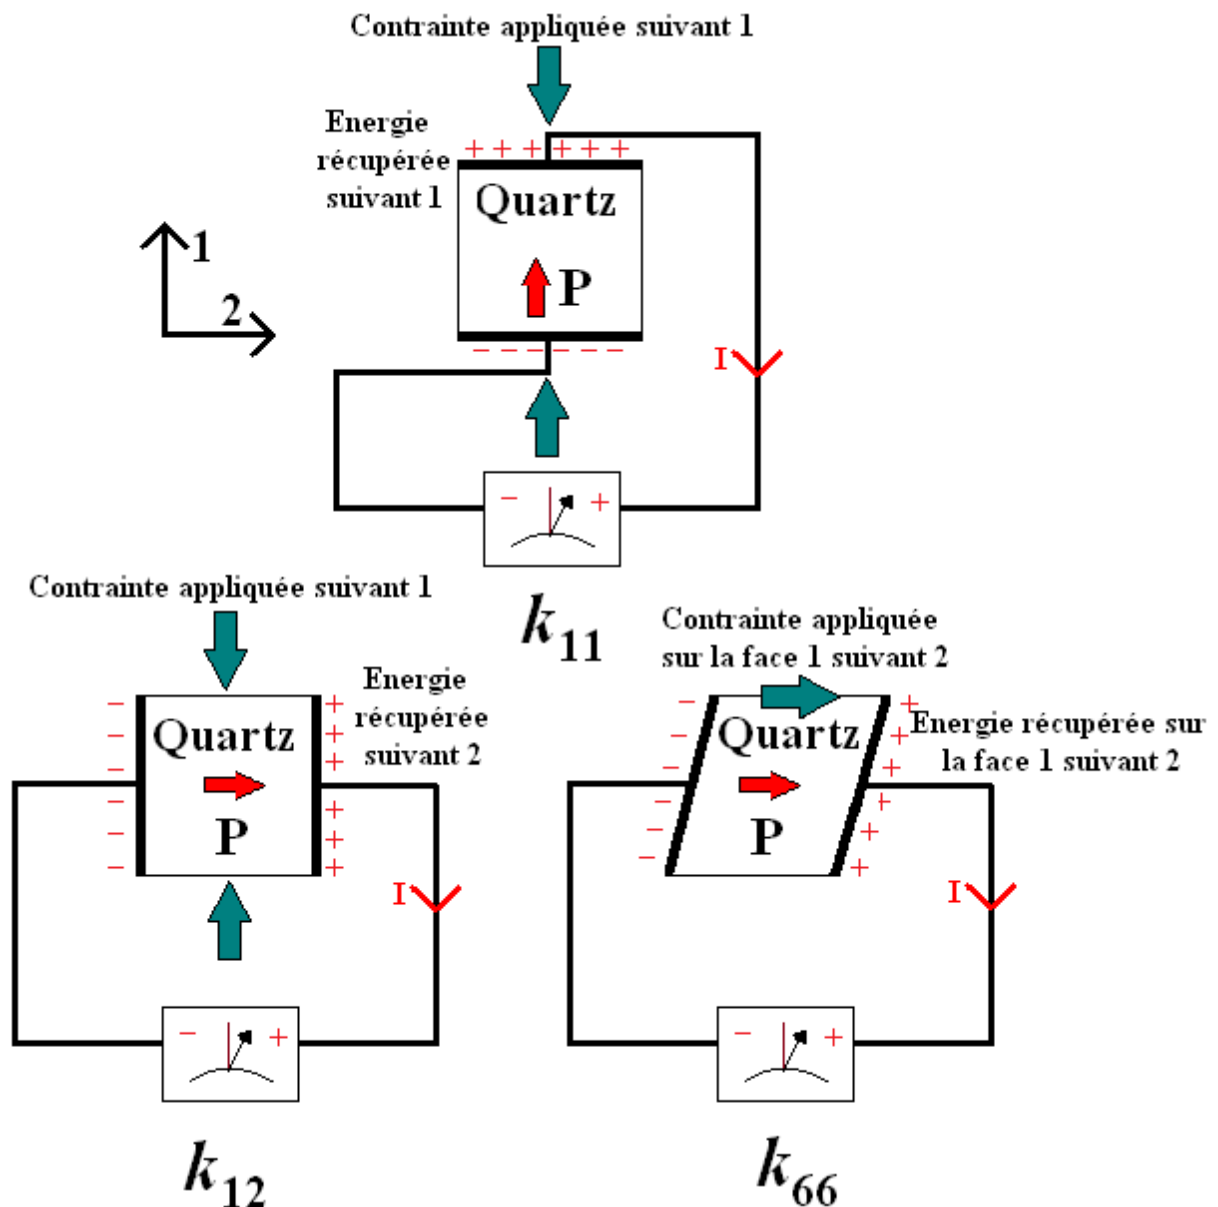 Contrainte appliquée suivant 1
Energie
récupérée
suivant 1
+ + + + + +
Quartz
P
1
2
− − − − − −
I
− +
k11
Contrainte appliquée suivant 1
Energie
récupérée
suivant 2
− − − − − −
+ + + + + +
Quartz
P
I
− +
k12
Contrainte appliquée
sur la face 1 suivant 2
Energie récupérée sur
la face 1 suivant 2
− − − − − −
+ + + + + +
Quartz
P
I
− +
k66